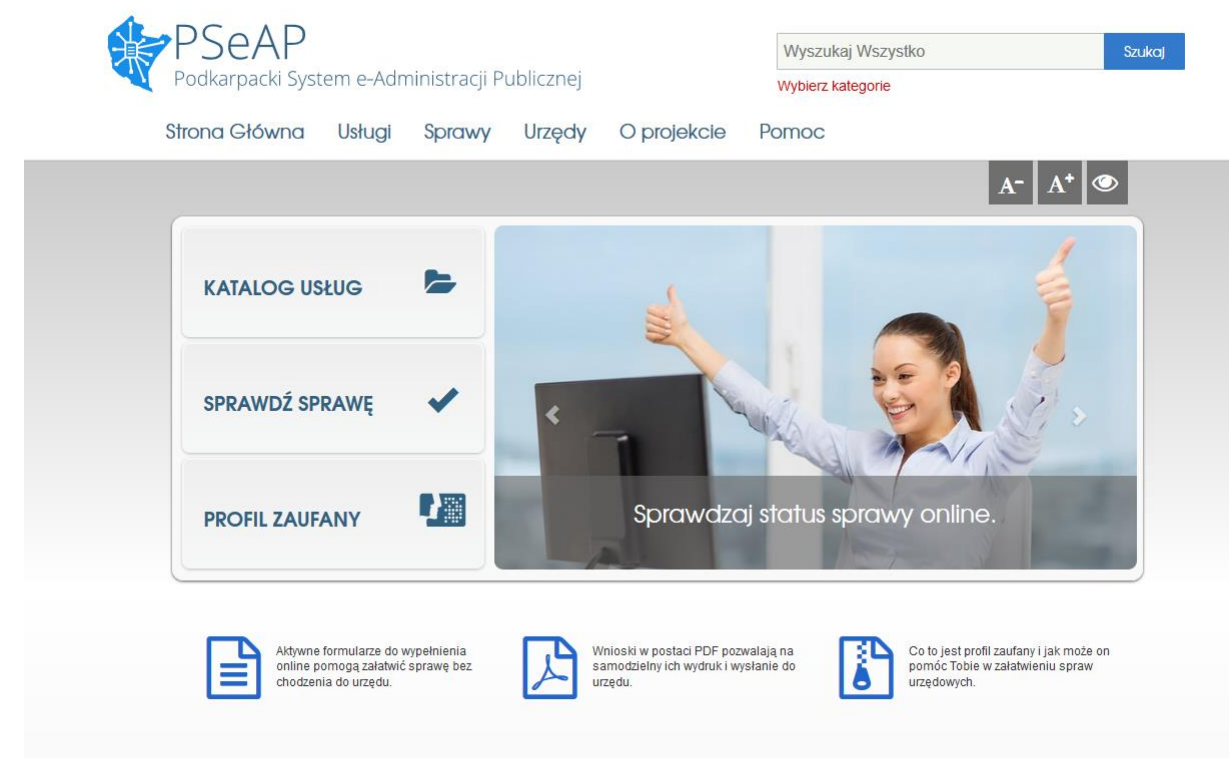 PSeAP
Podkarpacki System e-Administracji Publicznej
Wyszukaj Wszystko
Szukaj
Wybierz kategorie
Strona Główna Usługi Sprawy Urzędy O projekcie Pomoc
A- A+
KATALOG USŁUG
SPRAWDŹ SPRAWĘ
PROFIL ZAUFANY
Sprawdzaj status sprawy online.
Aktywne formularze do wypełnienia
online pomogą załatwić sprawę bez
chodzenia do urzędu.
Wnioski w postaci PDF pozwalają na
samodzielny ich wydruk i wysłanie do
urzędu.
Co to jest profil zaufany i jak może on
pomóc Tobie w załatwieniu spraw
urzędowych.